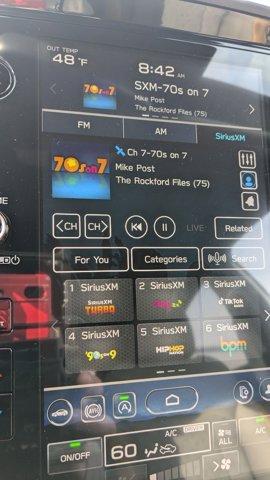 OUT TEMP
48 °F
8:42 AM
SXM-70s on 7
Mike Post
The Rockford Files (75)
70s on 7
FM
AM
SiriusXM
70s on 7
Ch 7-70s on 7
Mike Post
The Rockford Files (75)
CH
CH
LIVE
Related
For You
Categories
Search
1 SiriusXM
SiriusXM
TURBO
2 SiriusXM
3 SiriusXM
TikTok
4 SiriusXM
'90s on 9
5 SiriusXM
HIPHOP
NATION
6 SiriusXM
bpm
A
A/C
DRIVER
ON/OFF
60
ALL
A/C